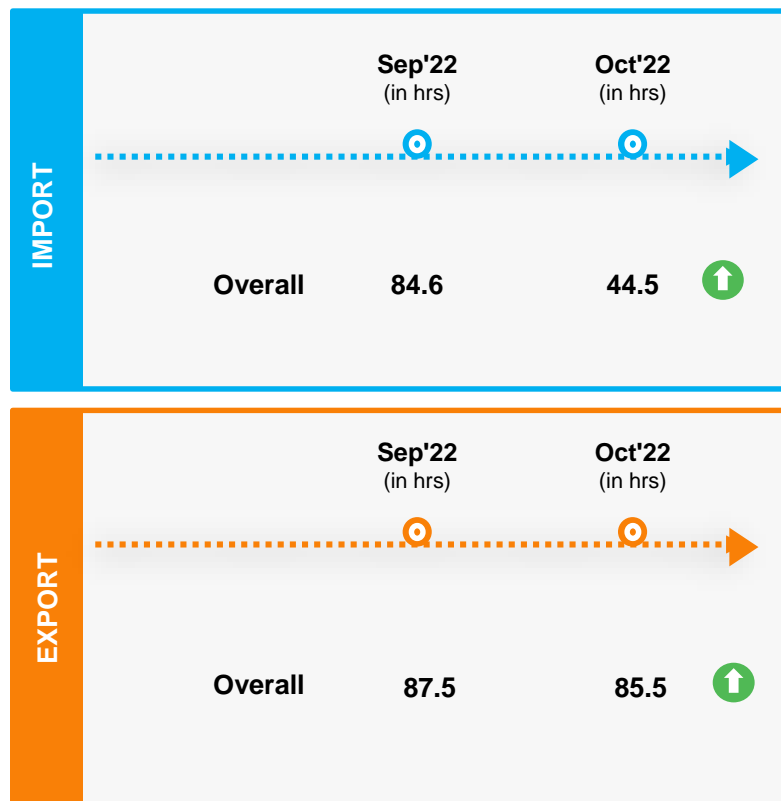 IMPORT
Sep'22 Oct'22
(in hrs) (in hrs)
Overall 84.6 44.5
EXPORT
Sep'22 Oct'22
(in hrs) (in hrs)
Overall 87.5 85.5